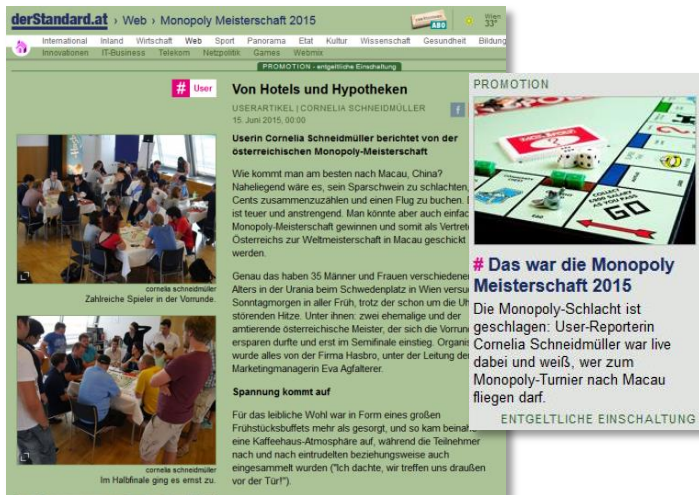 derStandard.at › Web › Monopoly Meisterschaft 2015
ABO
Wien
33°
International Inland Wirtschaft Web Sport Panorama Etat Kultur Wissenschaft Gesundheit Bildung
Innovationen IT-Business Telekom Netzpolitik Games Webmix
PROMOTION - entgeltliche Einschaltung
# User
Von Hotels und Hypotheken
USERARTIKEL | CORNELIA SCHNEIDMÜLLER
15. Juni 2015, 00:00
Userin Cornelia Schneidmüller berichtet von der
österreichischen Monopoly-Meisterschaft
Wie kommt man am besten nach Macau, China?
Naheliegend wäre es, sein Sparschwein zu schlachten,
Cents zusammenzuzählen und einen Flug zu buchen.
ist teuer und anstrengend. Man könnte aber auch einfac
Monopoly-Meisterschaft gewinnen und somit als Vertrete
Österreichs zur Weltmeisterschaft in Macau geschickt
werden.
Genau das haben 35 Männer und Frauen verschiedene
Alters in der Urania beim Schwedenplatz in Wien versu
Sonntagmorgen in aller Früh, trotz der schon um die Uh
störenden Hitze. Unter ihnen: zwei ehemalige und der
amtierende österreichische Meister, der sich die Vorrun
ersparen durfte und erst im Semifinale einstieg. Organis
wurde alles von der Firma Hasbro, unter der Leitung de
Marketingmanagerin Eva Agfalterer.
Spannung kommt auf
Für das leibliche Wohl war in Form eines großen
Frühstücksbuffets mehr als gesorgt, und so kam beinah
eine Kaffeehaus-Atmosphäre auf, während die Teilnehmer
nach und nach eintrudelten beziehungsweise auch
eingesammelt wurden ("Ich dachte, wir treffen uns draußen
vor der Tür!").
cornelia schneidmüller
Zahlreiche Spieler in der Vorrunde.
cornelia schneidmüller
Im Halbfinale ging es ernst zu.
PROMOTION
COLLECT
SALARY
AS YOU PASS
GO
# Das war die Monopoly
Meisterschaft 2015
Die Monopoly-Schlacht ist
geschlagen: User-Reporterin
Cornelia Schneidmüller war live
dabei und weiß, wer zum
Monopoly-Turnier nach Macau
fliegen darf.
ENTGELTLICHE EINSCHALTUNG